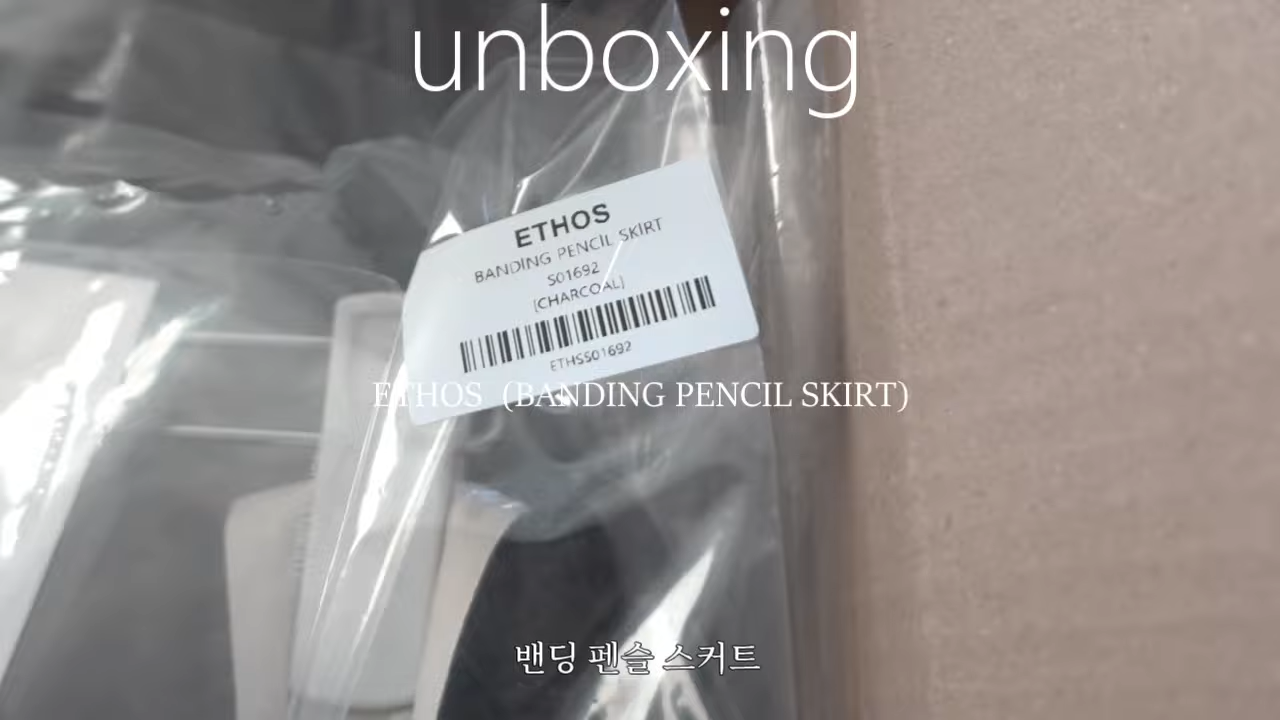 unboxing
ETHOS
BANDING PENCIL SKIRT
S01692
[CHARCOAL]
ETHSS01692
ETHOS (BANDING PENCIL SKIRT)
밴딩 펜슬 스커트